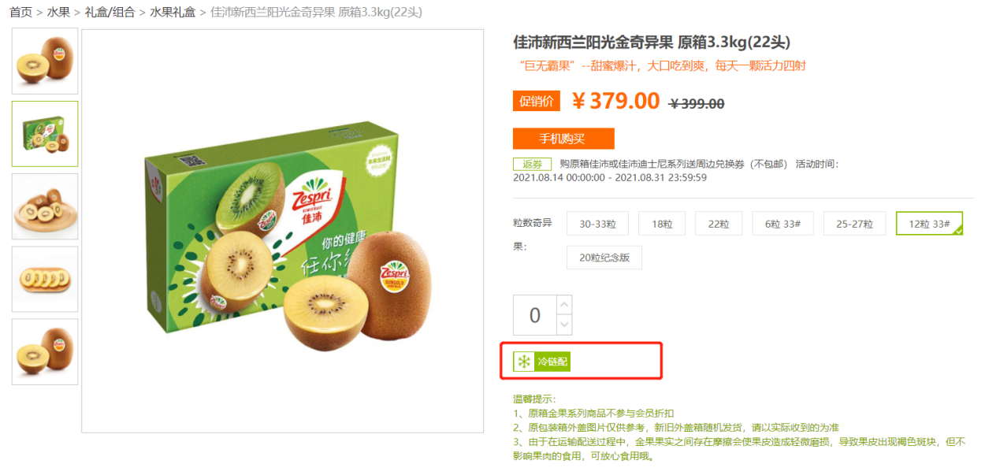 首页 > 水果 > 礼盒/组合 > 水果礼盒 > 佳沛新西兰阳光金奇异果 原箱3.3kg(22头)
佳沛新西兰阳光金奇异果 原箱3.3kg(22头)
“巨无霸果”--甜蜜爆汁，大口吃到爽，每天一颗活力四射
促销价 ￥379.00 ￥399.00
手机购买
返券 购原箱佳沛或佳沛迪士尼系列送周边兑换券（不包邮） 活动时间：
2021.08.14 00:00:00 - 2021.08.31 23:59:59
粒数奇异
果：
30-33粒 18粒 22粒 6粒 33# 25-27粒 12粒 33#
20粒纪念版
0
冷链配
温馨提示：
1、原箱金果系列商品不参与会员折扣
2、原包装箱外盖图片仅供参考，新旧外盖箱随机发货，请以实际收到的为准
3、由于在运输配送过程中，金果果实之间存在摩擦会使果皮造成轻微磨损，导致果皮出现褐色斑块，但不
影响果肉的食用，可放心食用哦。
Zespri
佳沛
你的健康
任你
Zespri
SUNGOLD
Zespri